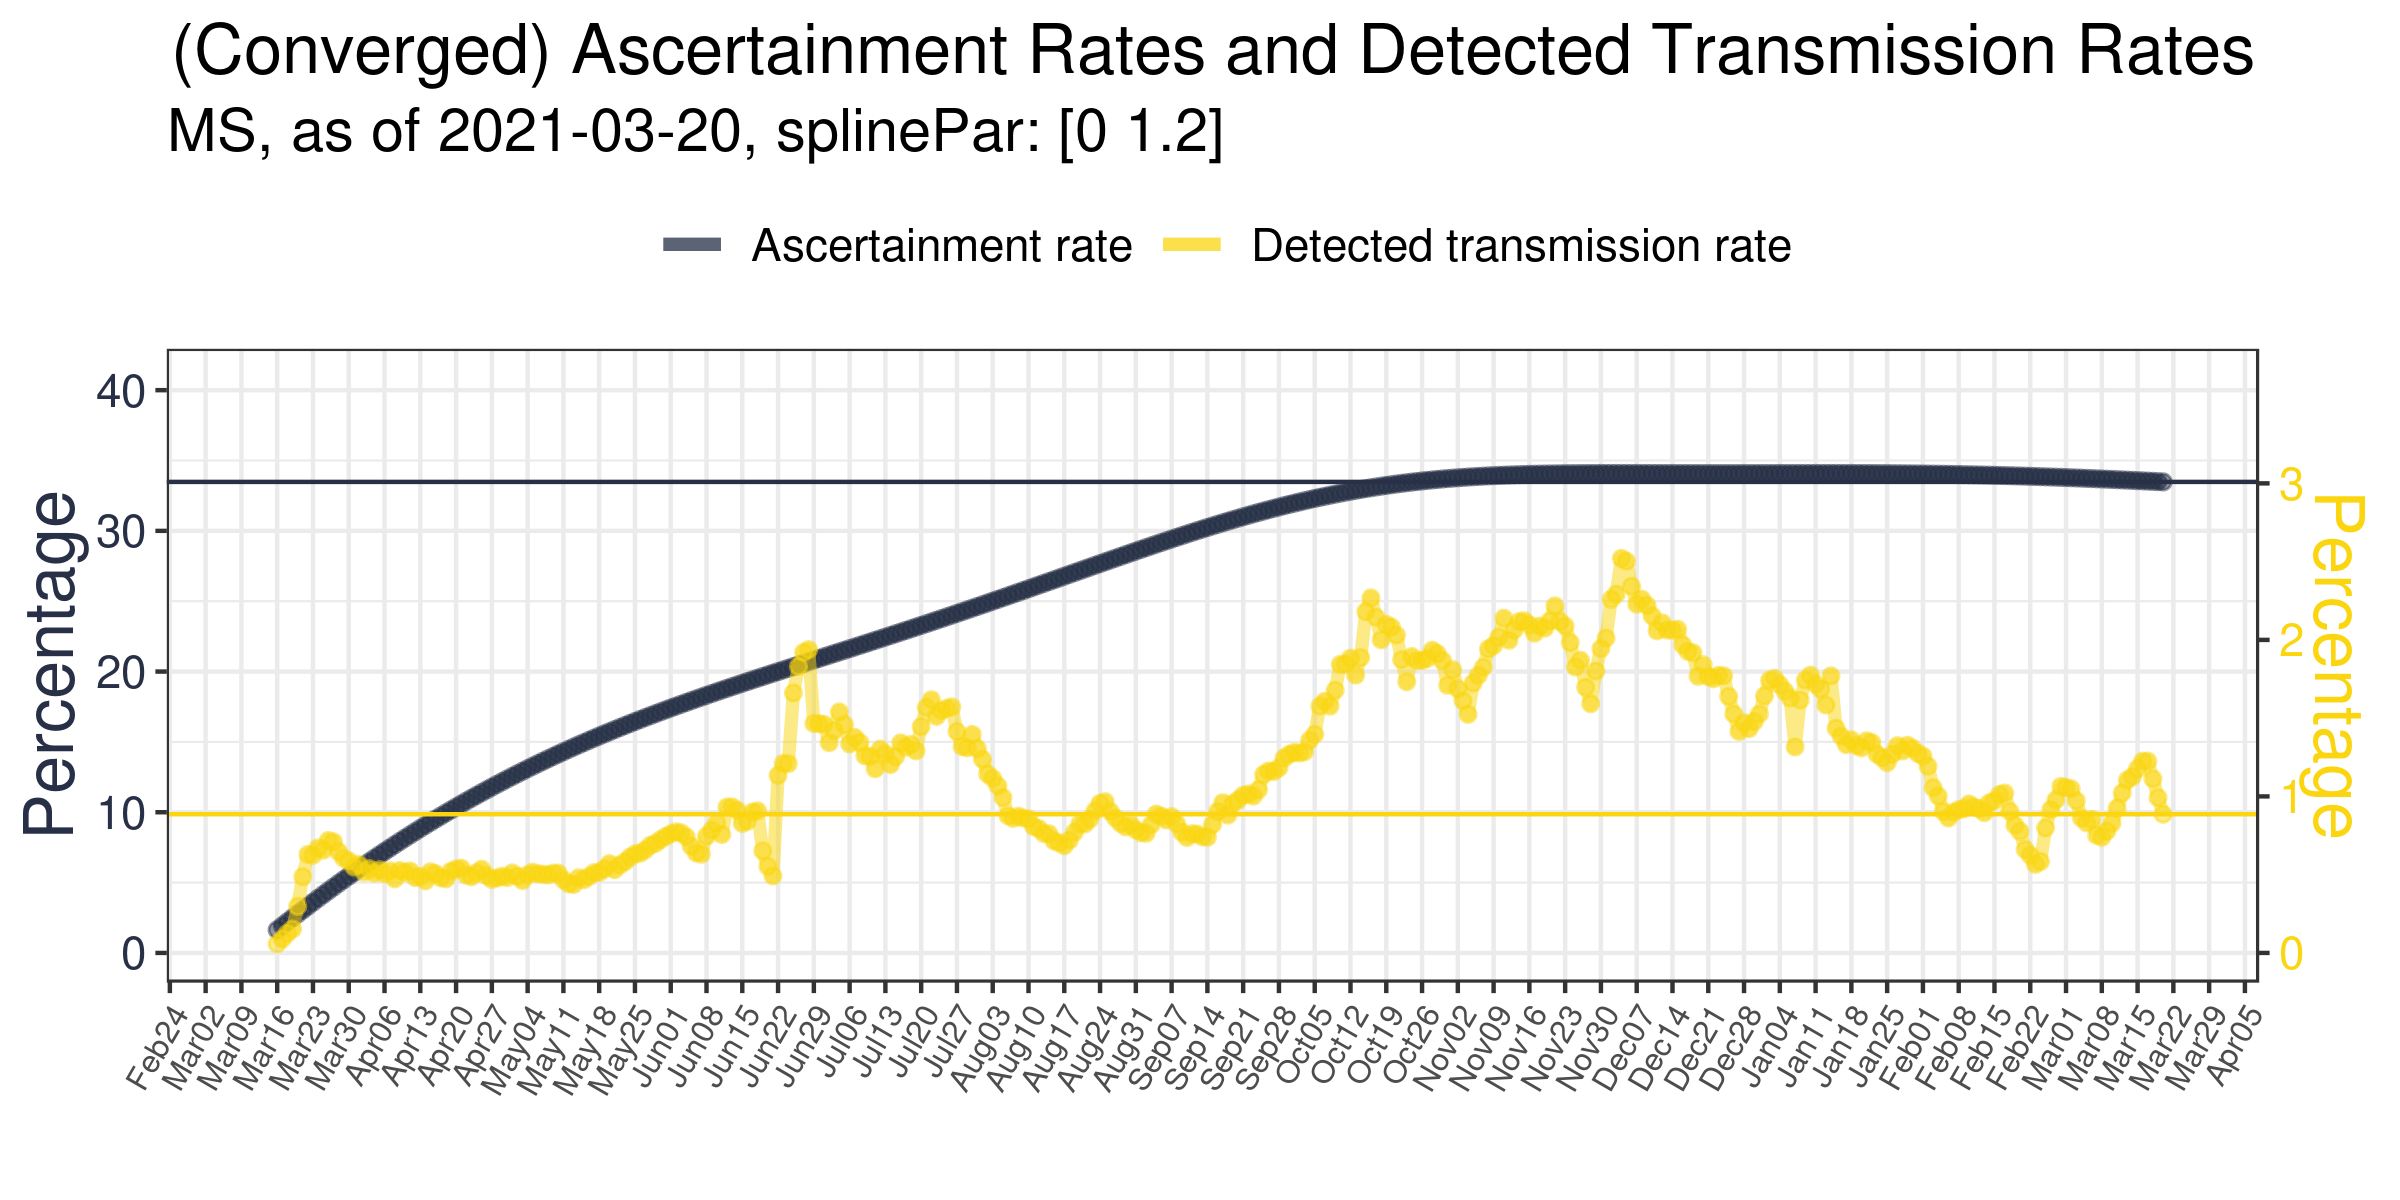 (Converged) Ascertainment Rates and Detected Transmission Rates
MS, as of 2021-03-20, splinePar: [0 1.2]
Ascertainment rate
Detected transmission rate
Percentage
40
30
20
10
0
3
2
1
0
Percentage
Feb24
Mar02
Mar09
Mar16
Mar23
Mar30
Apr06
Apr13
Apr20
Apr27
May04
May11
May18
May25
Jun01
Jun08
Jun15
Jun22
Jun29
Jul06
Jul13
Jul20
Jul27
Aug03
Aug10
Aug17
Aug24
Aug31
Sep07
Sep14
Sep21
Sep28
Oct05
Oct12
Oct19
Oct26
Nov02
Nov09
Nov16
Nov23
Nov30
Dec07
Dec14
Dec21
Dec28
Jan04
Jan11
Jan18
Jan25
Feb01
Feb08
Feb15
Feb22
Mar01
Mar08
Mar15
Mar22
Mar29
Apr05